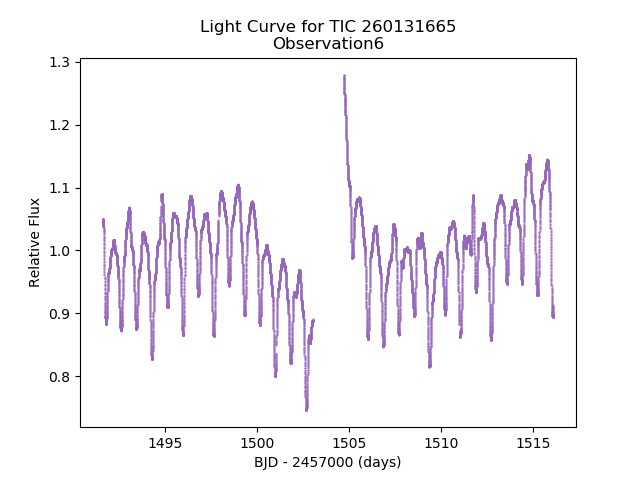 Light Curve for TIC 260131665
Observation6
Relative Flux
1.3
1.2
1.1
1.0
0.9
0.8
1495 1500 1505 1510 1515
BJD - 2457000 (days)